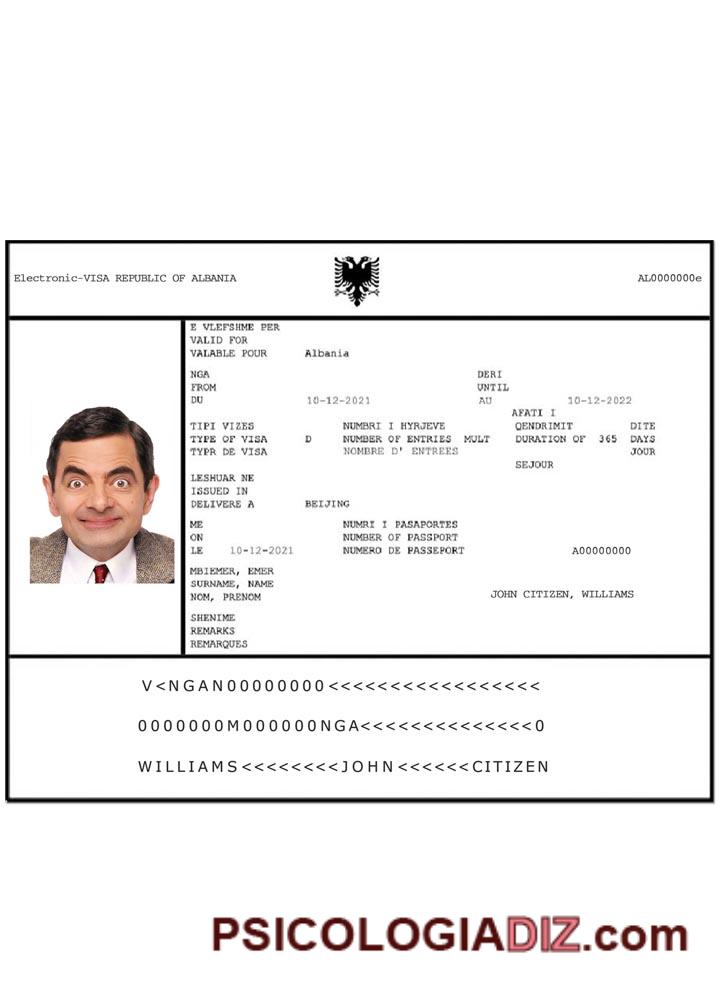 Electronic-VISA REPUBLIC OF ALBANIA AL0000000e
E VLEFSHME PER
VALID FOR
VALABLE POUR Albania
NGA DERI
FROM UNTIL
DU 10-12-2021 AU 10-12-2022
AFATI I
TIPI VIZES NUMBRI I HYRJEVE QENDRIMIT DITE
TYPE OF VISA D NUMBER OF ENTRIES MULT DURATION OF 365 DAYS
TYPR DE VISA NOMBRE D' ENTREES JOUR
SEJOUR
LESHUAR NE
ISSUED IN
DELIVERE A BEIJING
ME NUMRI I PASAPORTES
ON NUMBER OF PASSPORT
LE 10-12-2021 NUMERO DE PASSEPORT A00000000
MBIEMER, EMER
SURNAME, NAME
NOM, PRENOM JOHN CITIZEN, WILLIAMS
SHENIME
REMARKS
REMARQUES
V<NGAN00000000<<<<<<<<<<<<<<<<<<
0000000M000000NGA<<<<<<<<<<<<<<0
WILLIAMS<<<<<<<<JOHN<<<<<<CITIZEN
PSICOLOGIADIZ.com